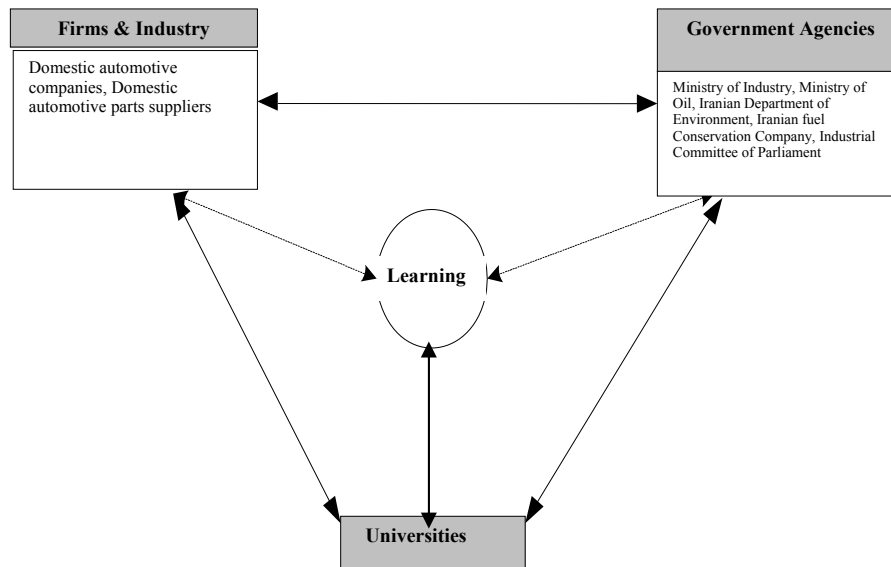 Firms & Industry
Domestic automotive
companies, Domestic
automotive parts suppliers
Government Agencies
Ministry of Industry, Ministry of
Oil, Iranian Department of
Environment, Iranian fuel
Conservation Company, Industrial
Committee of Parliament
Learning
Universities